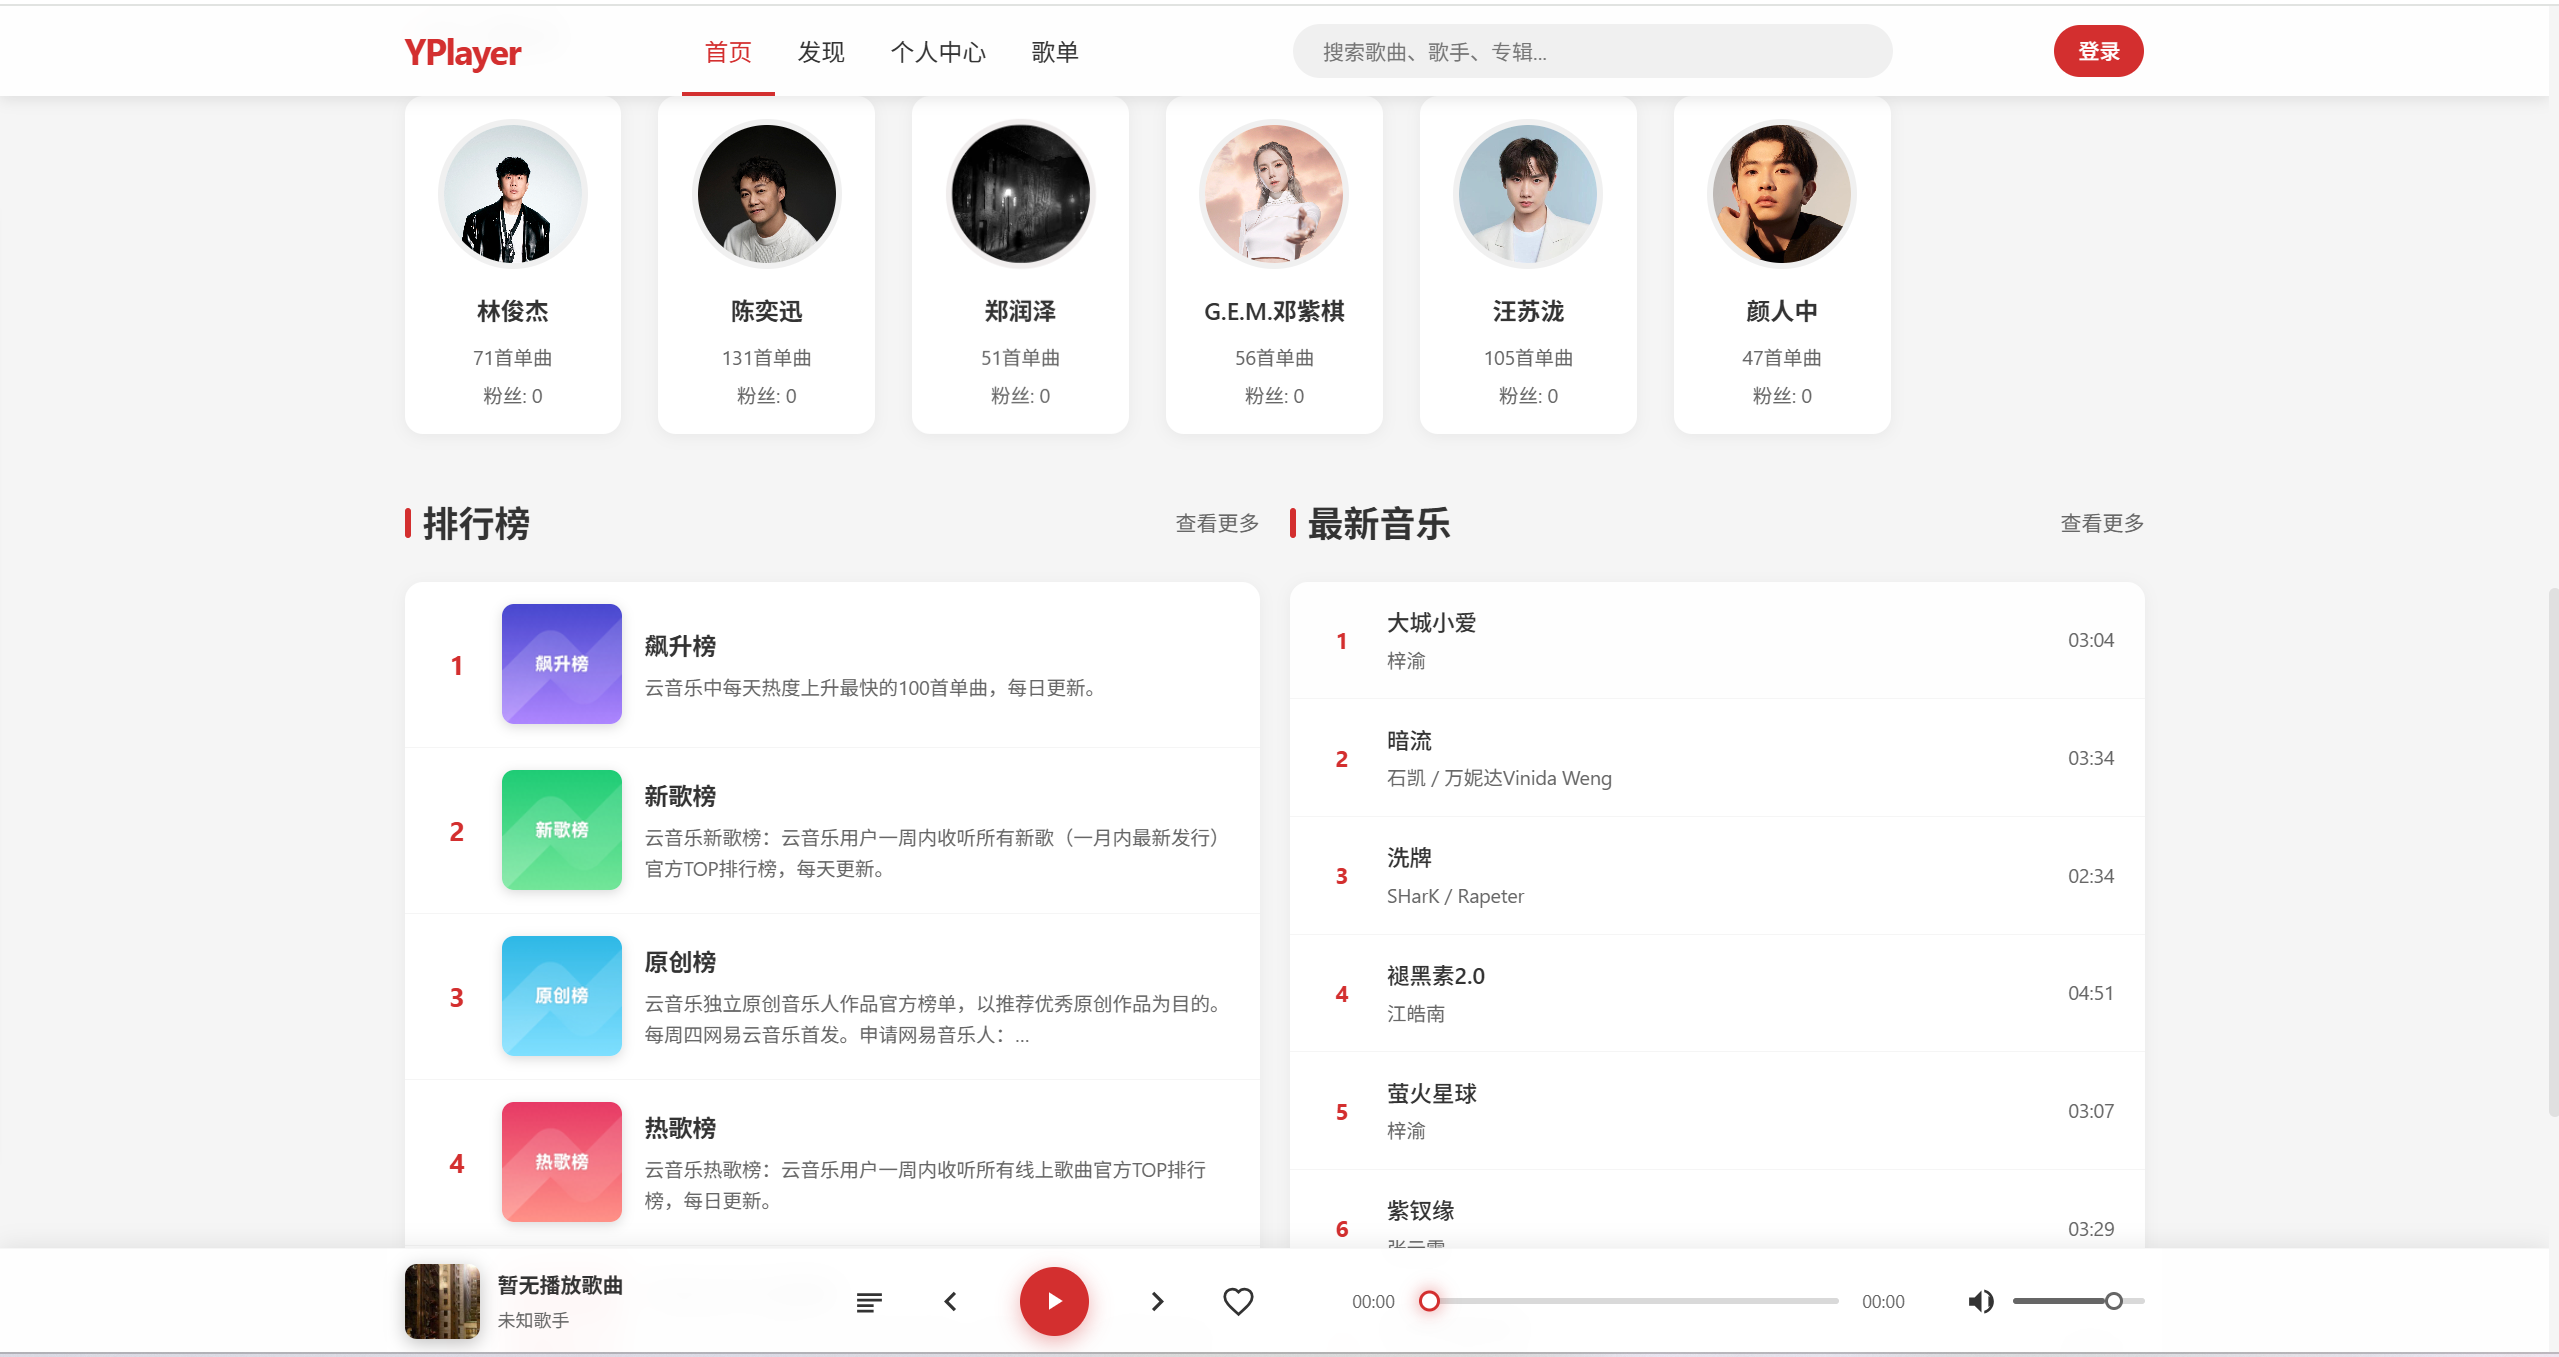 YPlayer
首页 发现 个人中心 歌单
搜索歌曲、歌手、专辑...
登录
林俊杰
71首单曲
粉丝: 0
陈奕迅
131首单曲
粉丝: 0
郑润泽
51首单曲
粉丝: 0
G.E.M.邓紫棋
56首单曲
粉丝: 0
汪苏泷
105首单曲
粉丝: 0
颜人中
47首单曲
粉丝: 0
排行榜
查看更多
1
飙升榜
飙升榜
云音乐中每天热度上升最快的100首单曲，每日更新。
2
新歌榜
新歌榜
云音乐新歌榜：云音乐用户一周内收听所有新歌（一月内最新发行）
官方TOP排行榜，每天更新。
3
原创榜
原创榜
云音乐独立原创音乐人作品官方榜单，以推荐优秀原创作品为目的。
每周四网易云音乐首发。申请网易音乐人：...
4
热歌榜
热歌榜
云音乐热歌榜：云音乐用户一周内收听所有线上歌曲官方TOP排行
榜，每日更新。
最新音乐
查看更多
1
大城小爱
梓渝
03:04
2
暗流
石凯 / 万妮达Vinida Weng
03:34
3
洗牌
SHarK / Rapeter
02:34
4
褪黑素2.0
江皓南
04:51
5
萤火星球
梓渝
03:07
6
紫钗缘
03:29
暂无播放歌曲
未知歌手
00:00
00:00